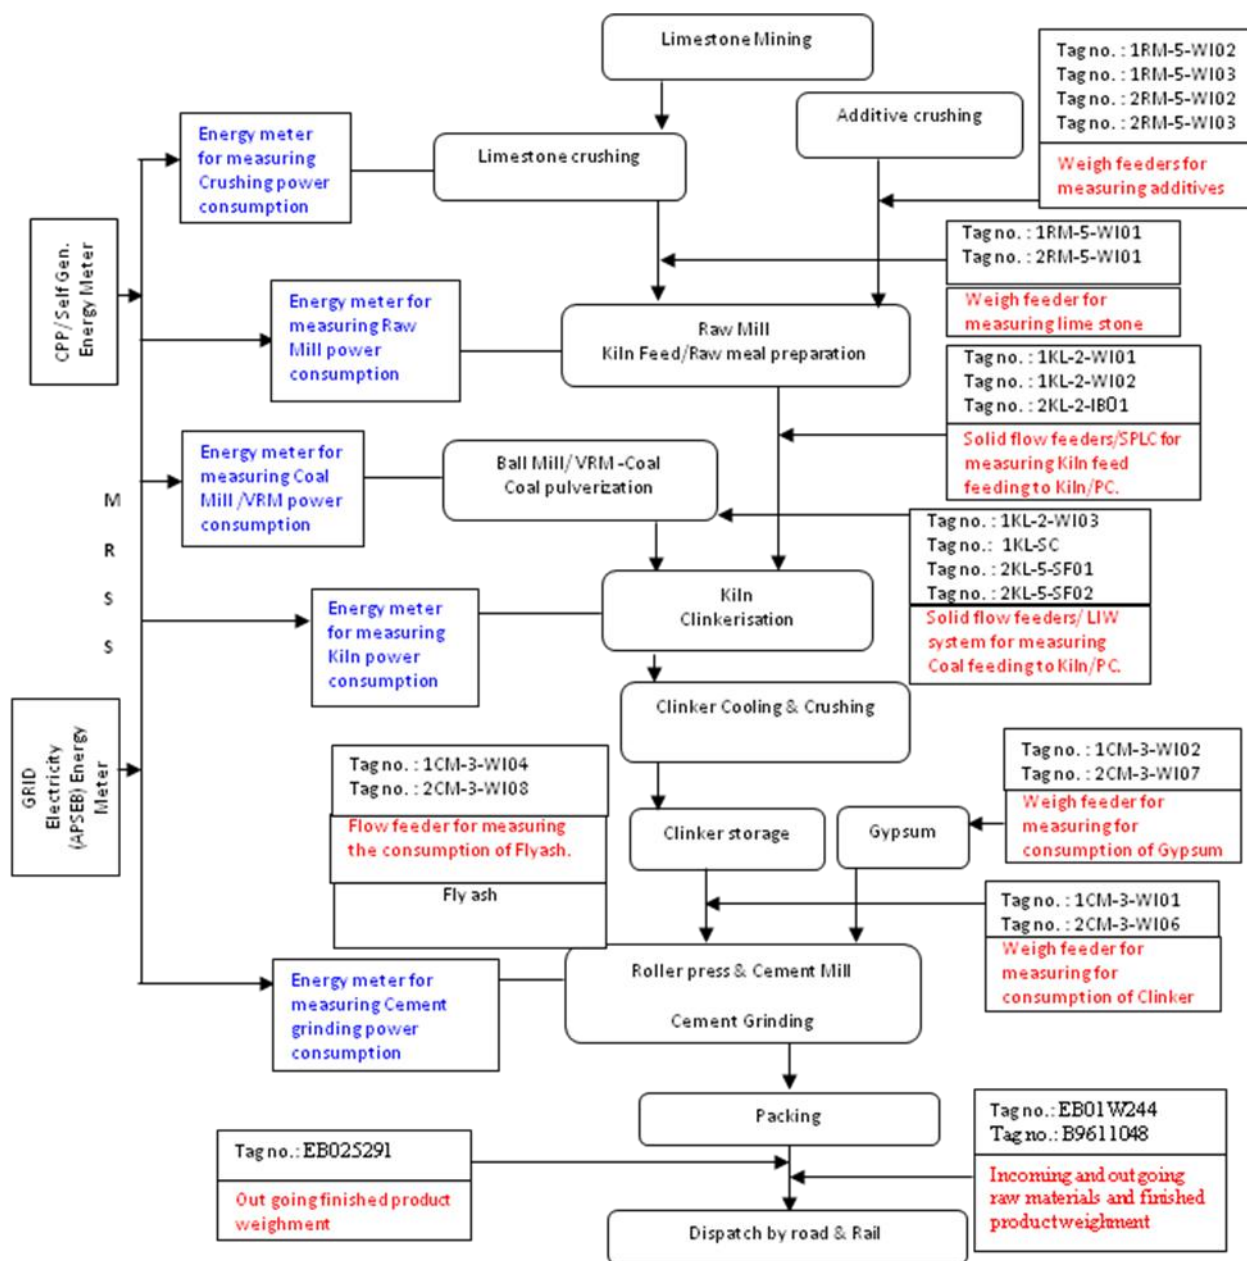 Limestone Mining
Tag no. : 1RM-5-WI02
Tag no. : 1RM-5-WI03
Tag no. : 2RM-5-WI02
Tag no. : 2RM-5-WI03
Weigh feeders for
measuring additives
Additive crushing
Energy meter
for measuring
Crushing power
consumption
Limestone crushing
Tag no. : 1RM-5-WI01
Tag no. : 2RM-5-WI01
Weigh feeder for
measuring lime stone
CPP/ Self Gen.
Energy Meter
Energy meter for
measuring Raw
Mill power
consumption
Raw Mill
Kiln Feed/Raw meal preparation
Tag no. : 1KL-2-WI01
Tag no. : 1KL-2-WI02
Tag no. : 2KL-2-IB01
Solid flow feeders/SPLC for
measuring Kiln feed
feeding to Kiln/PC.
Energy meter for
measuring Coal
Mill /VRM power
consumption
Ball Mill/ VRM -Coal
Coal pulverization
M
R
S
S
Tag no. : 1KL-2-WI03
Tag no.: 1KL-SC
Tag no. : 2KL-5-SF01
Tag no. : 2KL-5-SF02
Solid flow feeders/ LIW
system for measuring
Coal feeding to Kiln/PC.
Energy meter
for measuring
Kiln power
consumption
Kiln
Clinkerisation
Clinker Cooling & Crushing
GRID
Electricity
(APSEB) Energy
Meter
Tag no. : 1CM-3-WI04
Tag no. : 2CM-3-WI08
Flow feeder for measuring
the consumption of Flyash.
Fly ash
Clinker storage
Gypsum
Tag no. : 1CM-3-WI02
Tag no. : 2CM-3-WI07
Weigh feeder for
measuring for
consumption of Gypsum
Tag no. : 1CM-3-WI01
Tag no. : 2CM-3-WI06
Weigh feeder for
measuring for
consumption of Clinker
Energy meter for
measuring Cement
grinding power
consumption
Roller press & Cement Mill
Cement Grinding
Packing
Tag no.: EB025291
Out going finished product
weighment
Tag no.:EB01W244
Tag no.:B9611048
Incoming and out going
raw materials and finished
product weighment
Dispatch by road & Rail